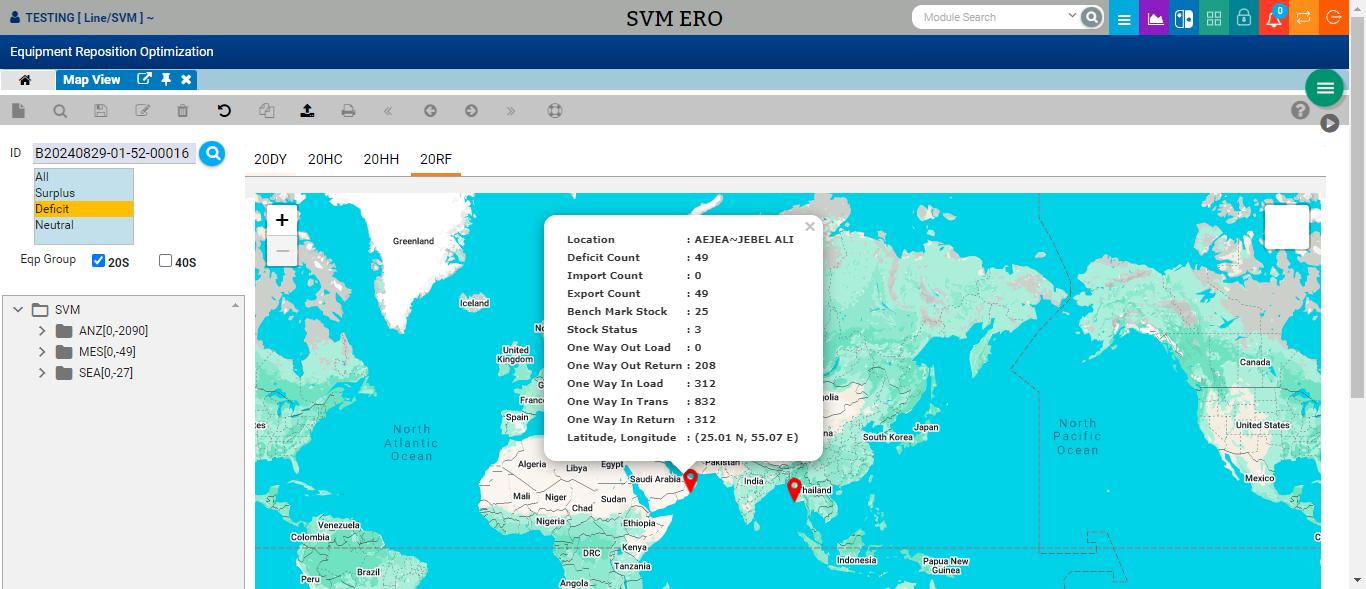 TESTING [ Line/SVM ] ~
SVM ERO
Module Search
0
Equipment Reposition Optimization
Map View
ID
B20240829-01-52-00016
All
Surplus
Deficit
Neutral
Eqp Group
20S
40S
SVM
ANZ[0,-2090]
MES[0,-49]
SEA[0,-27]
20DY
20HC
20HH
20RF
+
−
×
Location : AEJEA~JEBEL ALI
Deficit Count : 49
Import Count : 0
Export Count : 49
Bench Mark Stock : 25
Stock Status : 3
One Way Out Load : 0
One Way Out Return : 208
One Way In Load : 312
One Way In Trans : 832
One Way In Return : 312
Latitude, Longitude : (25.01 N, 55.07 E)
Greenland
Iceland
United
Kingdom
France
Spain
North
Atlantic
Ocean
Algeria
Libya
Egypt
Saudi Arabia
Pakistan
India
Thailand
Mali
Niger
Sudan
Chad
Nigeria
Ethiopia
Venezuela
Colombia
DRC
Kenya
Tanzania
Angola
Brazil
Peru
South Korea
Japan
North
Pacific
Ocean
Canada
United States
Mexico
Indonesia
Papua New
Guinea